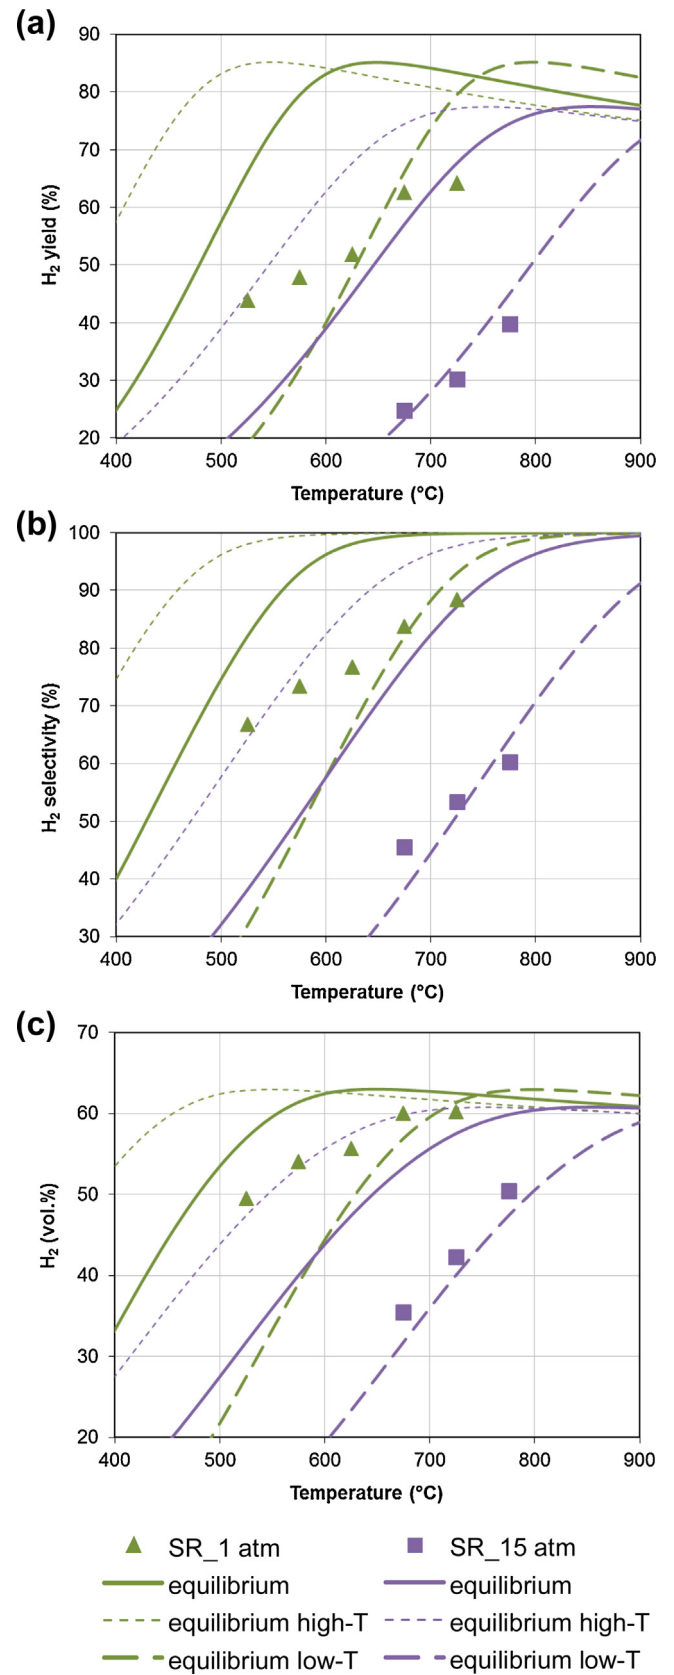 (a)
90
80
70
60
50
40
30
20
H2 yield (%)
400 500 600 700 800 900
Temperature (°C)
(b)
100
90
80
70
60
50
40
30
H2 selectivity (%)
400 500 600 700 800 900
Temperature (°C)
(c)
70
60
50
40
30
20
H2 (vol.%)
400 500 600 700 800 900
Temperature (°C)
SR_1 atm SR_15 atm
equilibrium equilibrium
equilibrium high-T equilibrium high-T
equilibrium low-T equilibrium low-T